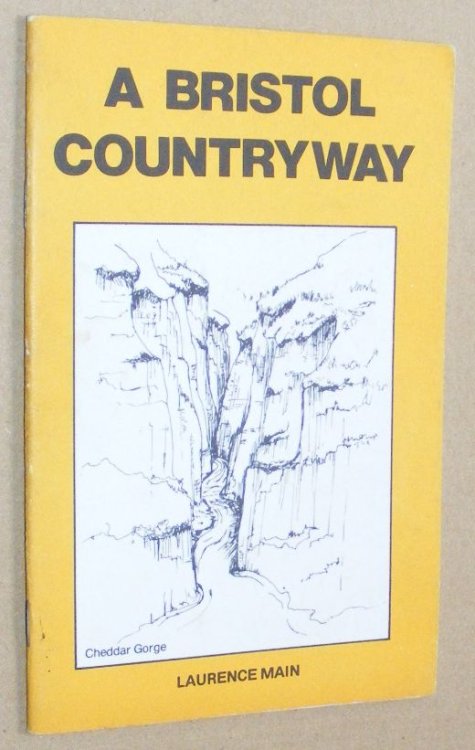 A BRISTOL
COUNTRYWAY
Cheddar Gorge
LAURENCE MAIN